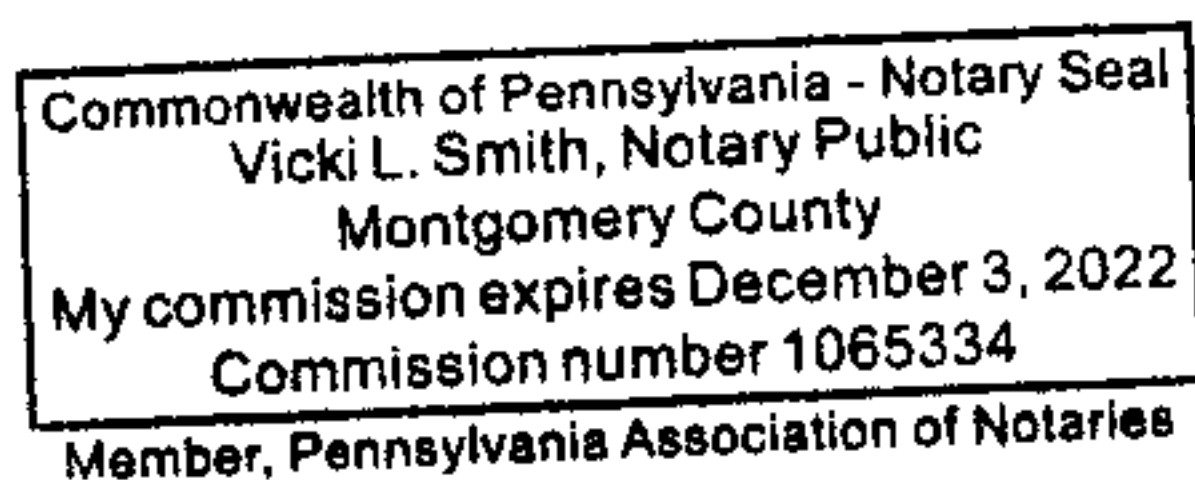 Commonwealth of Pennsylvania - Notary Seal
Vicki L. Smith, Notary Public
Montgomery County
My commission expires December 3, 2022
Commission number 1065334
Member, Pennsylvania Association of Notaries